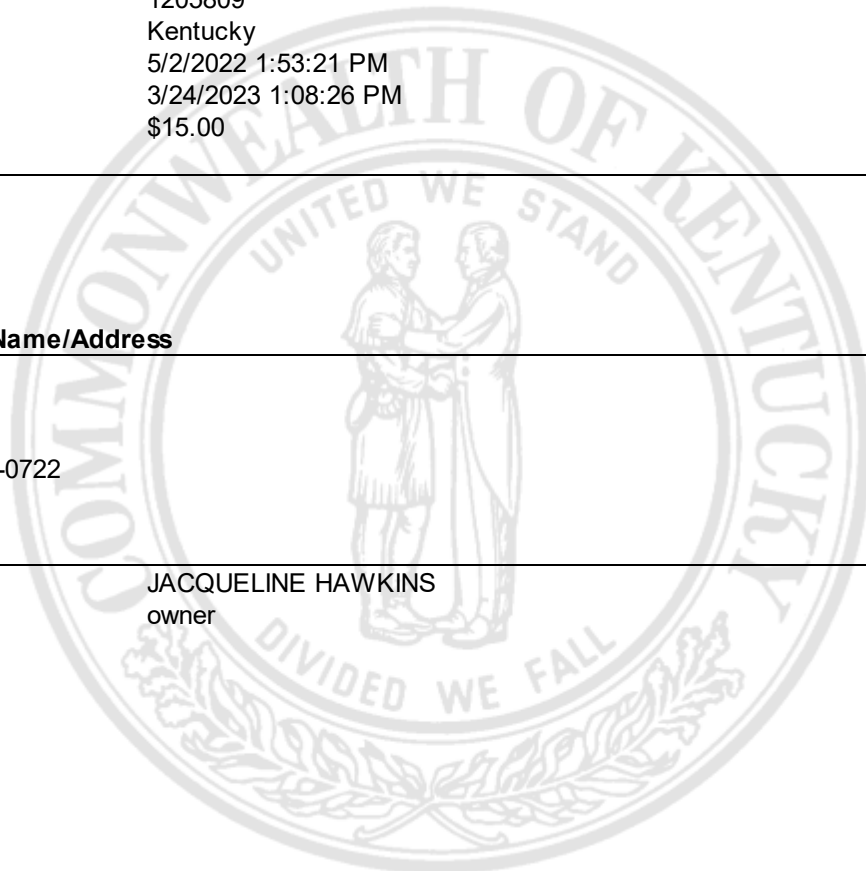 1205809
Kentucky
5/2/2022 1:53:21 PM
3/24/2023 1:08:26 PM
$15.00
Name/Address
-0722
JACQUELINE HAWKINS
owner
COMMONWEALTH OF KENTUCKY
UNITED WE STAND
DIVIDED WE FALL